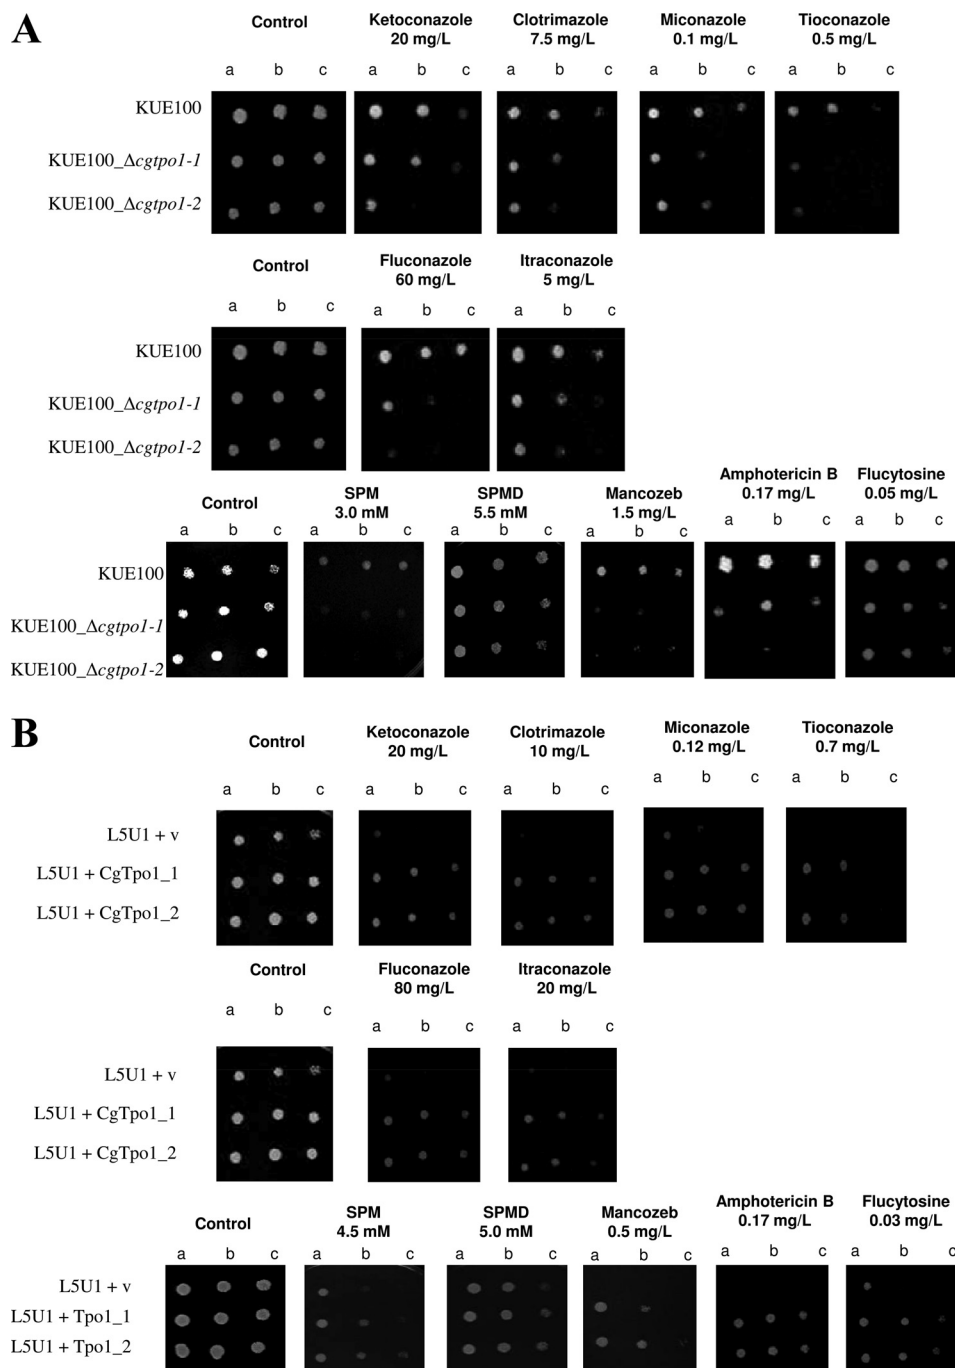 A
Control Ketoconazole Clotrimazole Miconazole Tioconazole
20 mg/L 7.5 mg/L 0.1 mg/L 0.5 mg/L
a b c a b c a b c a b c a b c
KUE100
KUE100_Δcgtpo1-1
KUE100_Δcgtpo1-2
Control Fluconazole Itraconazole
60 mg/L 5 mg/L
a b c a b c a b c
KUE100
KUE100_Δcgtpo1-1
KUE100_Δcgtpo1-2
Control SPM SPMD Mancozeb Amphotericin B Flucytosine
3.0 mM 5.5 mM 1.5 mg/L 0.17 mg/L 0.05 mg/L
a b c a b c a b c a b c a b c a b c
KUE100
KUE100_Δcgtpo1-1
KUE100_Δcgtpo1-2
B
Control Ketoconazole Clotrimazole Miconazole Tioconazole
20 mg/L 10 mg/L 0.12 mg/L 0.7 mg/L
a b c a b c a b c a b c a b c
L5U1 + v
L5U1 + CgTpo1_1
L5U1 + CgTpo1_2
Control Fluconazole Itraconazole
80 mg/L 20 mg/L
a b c a b c a b c
L5U1 + v
L5U1 + CgTpo1_1
L5U1 + CgTpo1_2
Control SPM SPMD Mancozeb Amphotericin B Flucytosine
4.5 mM 5.0 mM 0.5 mg/L 0.17 mg/L 0.03 mg/L
a b c a b c a b c a b c a b c a b c
L5U1 + v
L5U1 + Tpo1_1
L5U1 + Tpo1_2